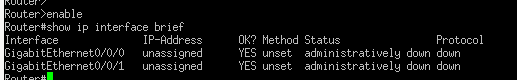 Router>
Router>enable
Router#show ip interface brief
Interface              IP-Address      OK? Method Status                Protocol
GigabitEthernet0/0/0   unassigned      YES unset  administratively down down
GigabitEthernet0/0/1   unassigned      YES unset  administratively down down
Router#